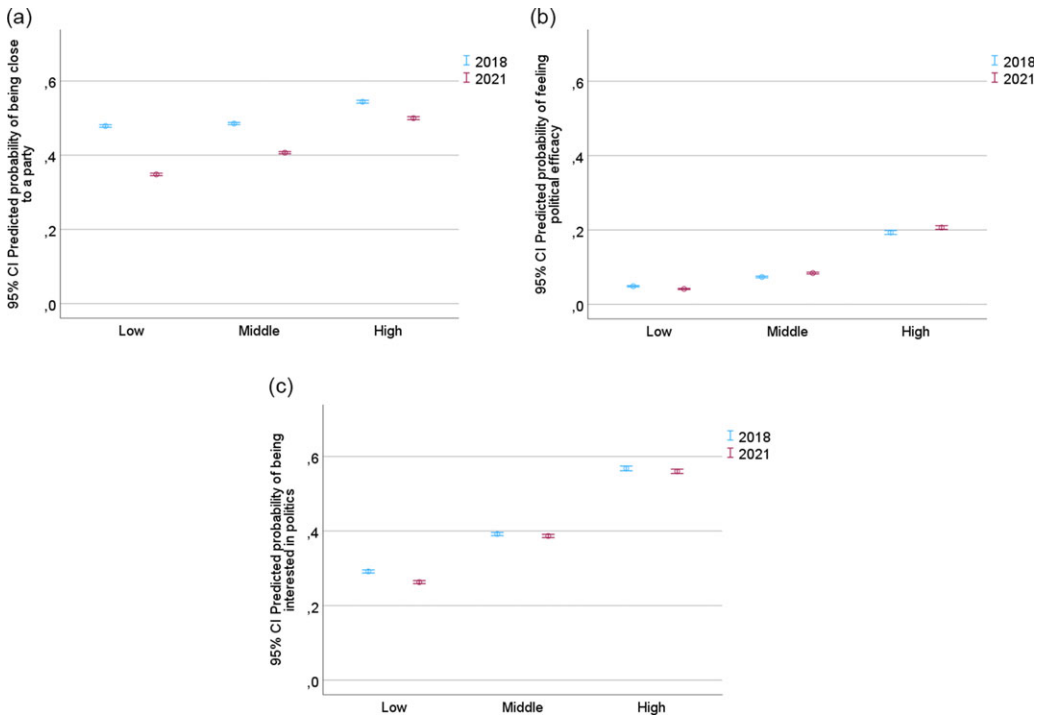 (a)
95% CI Predicted probability of being close
to a party
,6
,4
,2
,0
Low Middle High
2018
2021
(b)
95% CI Predicted probability of feeling
political efficacy
,6
,4
,2
,0
Low Middle High
2018
2021
(c)
95% CI Predicted probability of being
interested in politics
,6
,4
,2
,0
Low Middle High
2018
2021